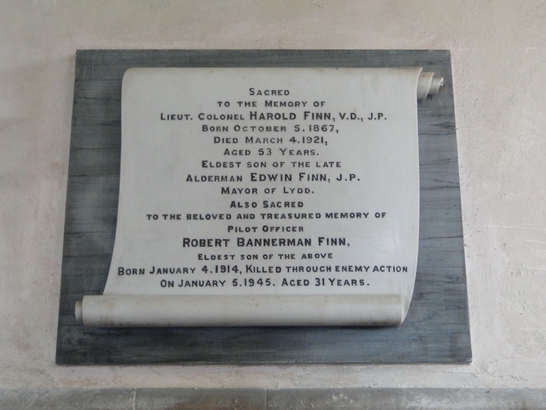 Sacred
to the Memory of
Lieut. Colonel Harold Finn, V.D., J.P.
Born October 5. 1867,
Died March 4. 1921,
Aged 53 Years.
Eldest son of the late
Alderman Edwin Finn, J.P.
Mayor of Lydd.
Also Sacred
to the beloved and treasured memory of
Pilot Officer
Robert Bannerman Finn,
Eldest son of the above
Born January 4. 1914, Killed through enemy action
On January 5. 1945. Aged 31 Years.